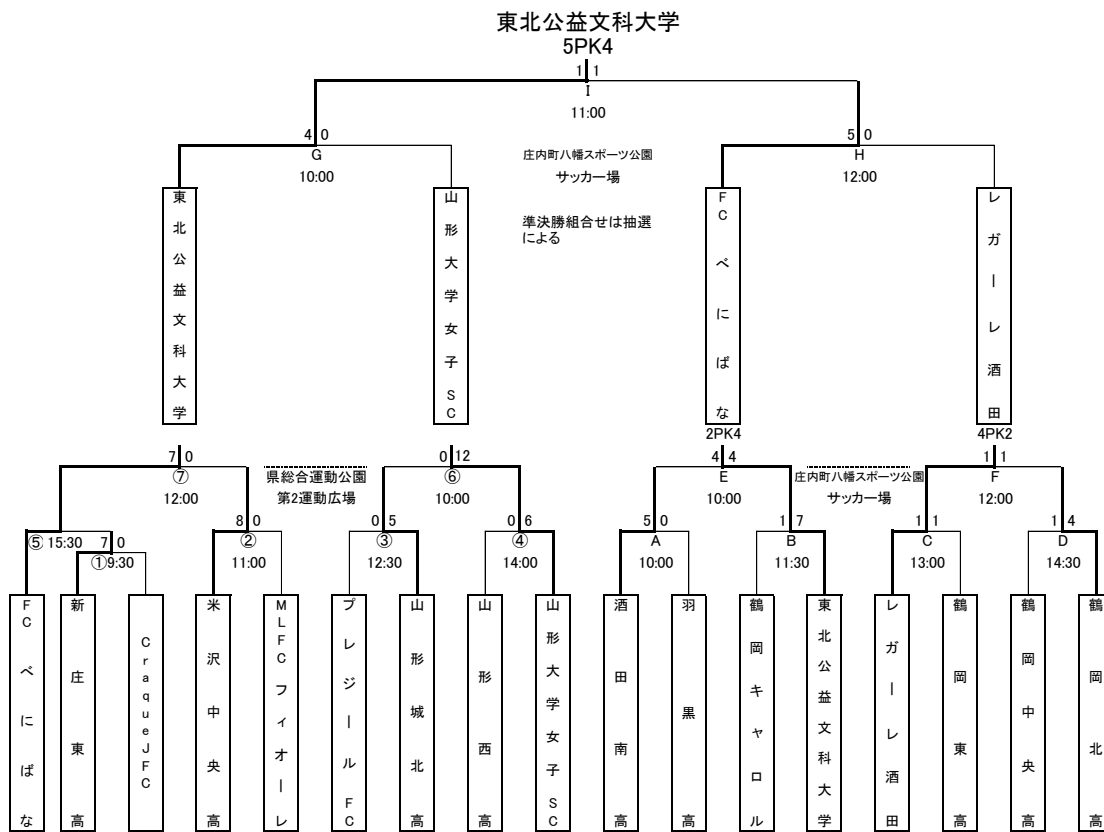 東北公益文科大学
5PK4
1 1
I
11:00
4 0
G
10:00
庄内町八幡スポーツ公園
サッカー場
5 0
H
12:00
準決勝組合せは抽選
による
東北公益文科大学
山形大学女子SC
FCべにばな
レガーレ酒田
2PK4
4PK2
7 0
⑦
12:00
県総合運動公園
第2運動広場
0 12
⑥
10:00
4 4
E
10:00
庄内町八幡スポーツ公園
サッカー場
1 1
F
12:00
⑤ 15:30
7 0
①9:30
8 0
②
11:00
0 5
③
12:30
0 6
④
14:00
5 0
A
10:00
1 7
B
11:30
1 1
C
13:00
1 4
D
14:30
FCべにばな
新庄東高
CraqueJFC
米沢中央高
MLFCフィオーレ
プレジールFC
山形城北高
山形西高
山形大学女子SC
酒田南高
羽黒高
鶴岡キャロル
東北公益文科大学
レガーレ酒田
鶴岡東高
鶴岡中央高
鶴岡北高